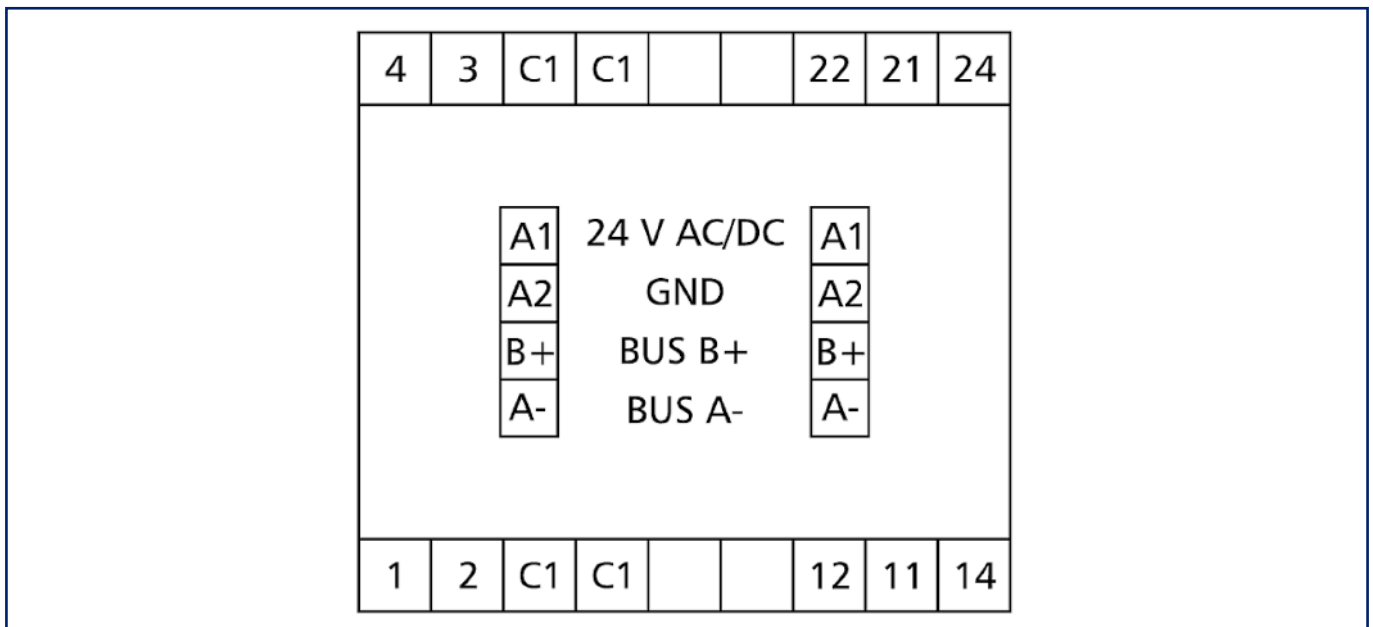 4 3 C1 C1 22 21 24
A1 24 V AC/DC A1
A2 GND A2
B+ BUS B+ B+
A- BUS A- A-
1 2 C1 C1 12 11 14